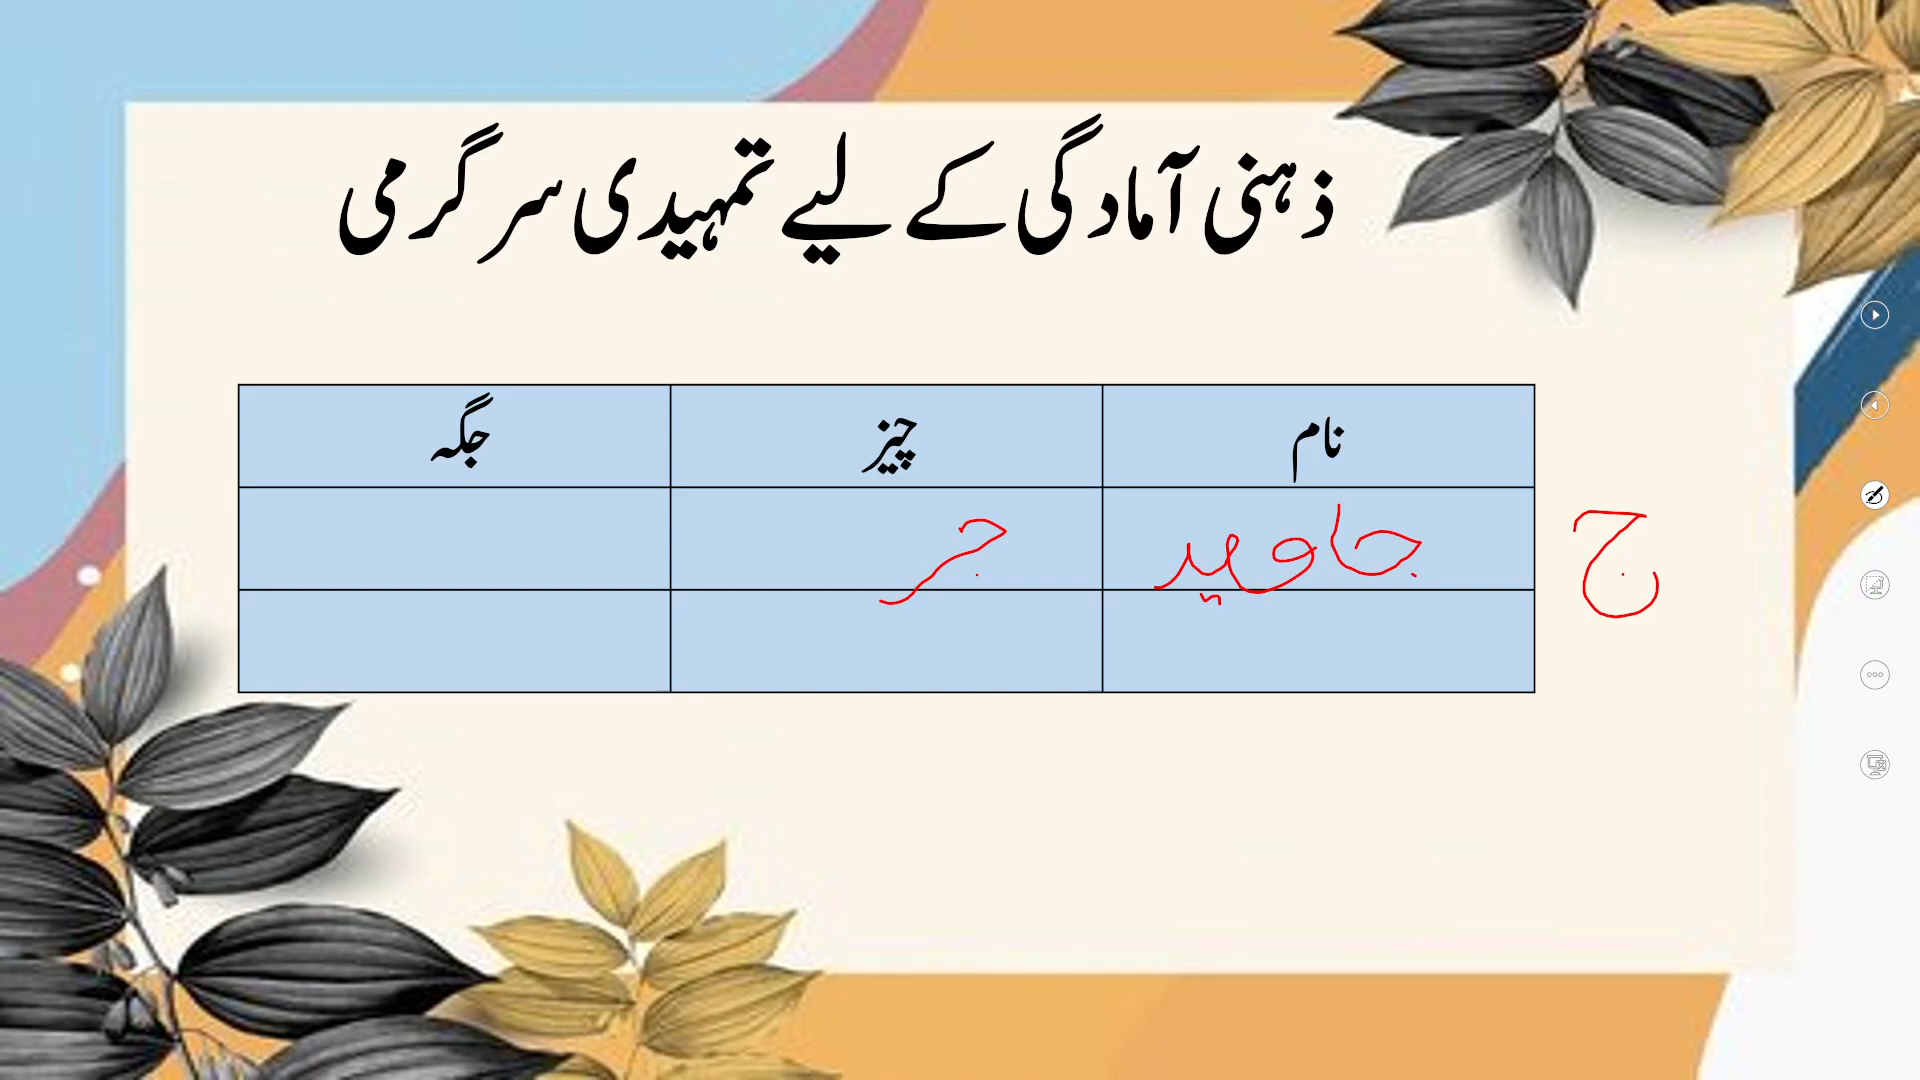 ذہنی آمادگی کے لیے تمہیدی سرگرمی
نام چیز جگہ
ج جاوید جر